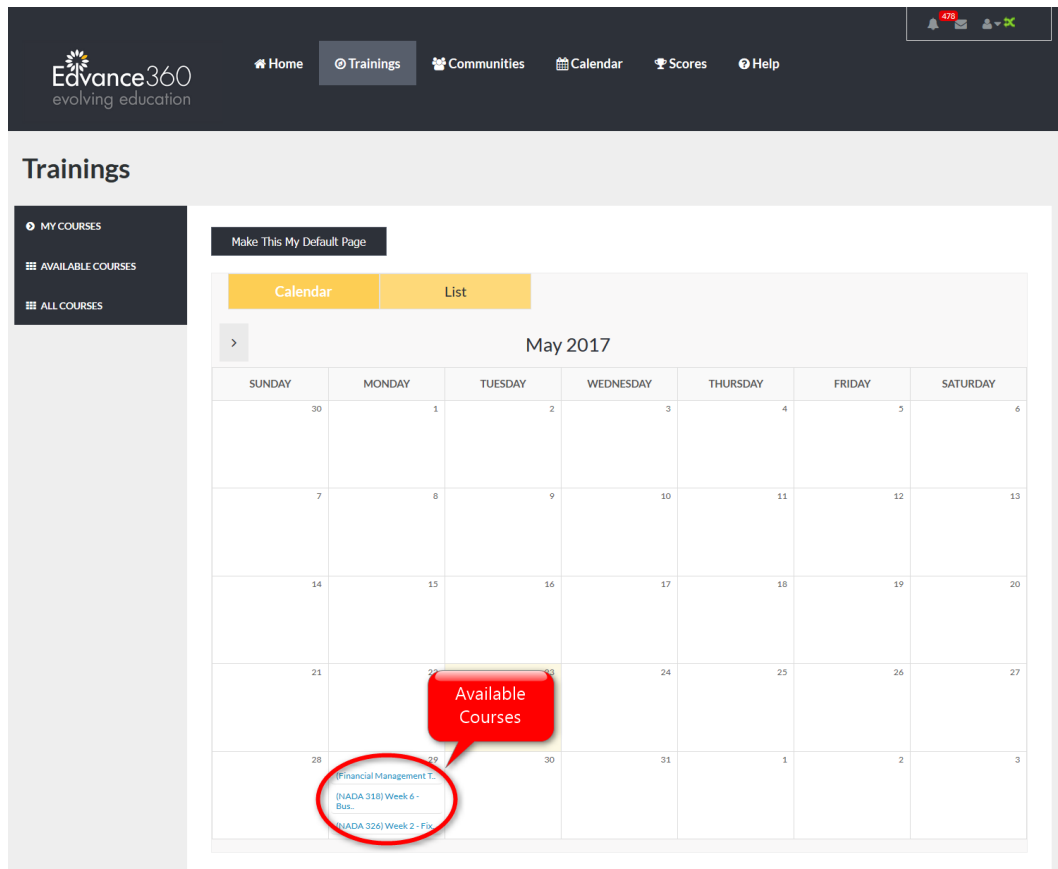 478
Edvance360
evolving education
Home Trainings Communities Calendar Scores Help
Trainings
MY COURSES
AVAILABLE COURSES
ALL COURSES
Make This My Default Page
Calendar List
May 2017
SUNDAY MONDAY TUESDAY WEDNESDAY THURSDAY FRIDAY SATURDAY
30 1 2 3 4 5 6
7 8 9 10 11 12 13
14 15 16 17 18 19 20
21 22 23 24 25 26 27
Available
Courses
28 29 30 31 1 2 3
(Financial Management T..
(NADA 318) Week 6 -
Bus..
(NADA 326) Week 2 - Fix..